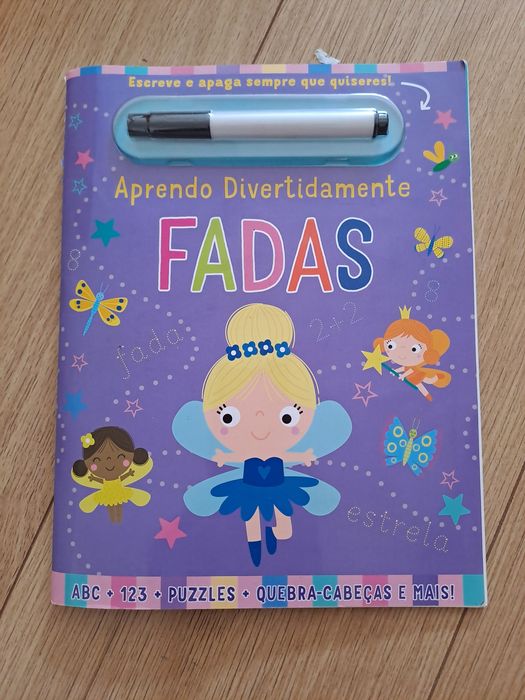 Escreve e apaga sempre que quiseres!
Aprendo Divertidamente
FADAS
8
2+2
8
fada
estrela
ABC + 123 + PUZZLES + QUEBRA-CABEÇAS E MAIS!